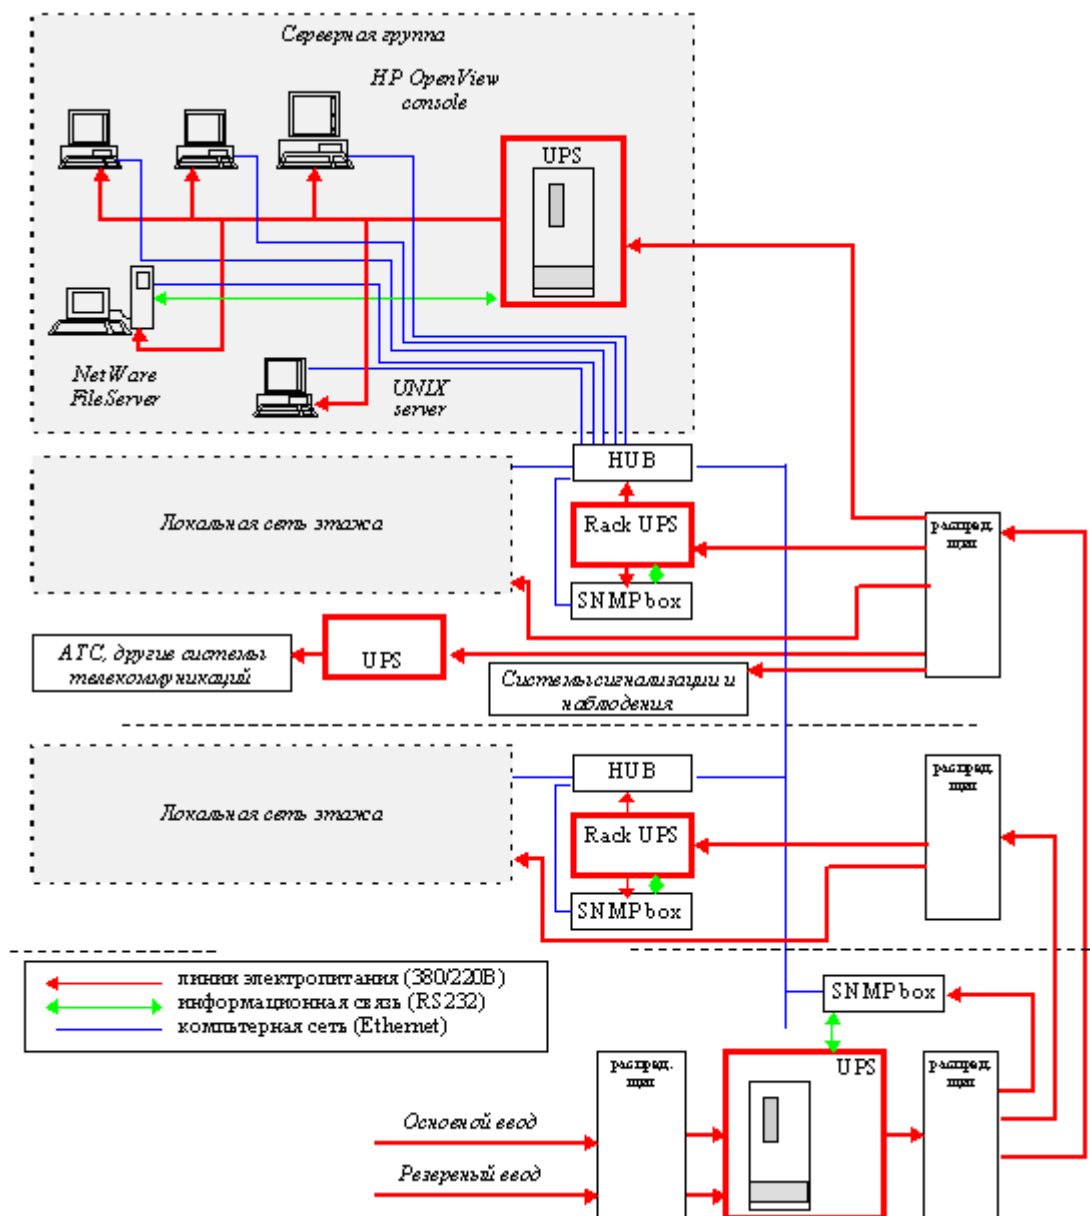 Серверная группа
HP OpenView
console
UPS
NetWare
FileServer
UNIX
server
HUB
Локальная сеть этажа
Rack UPS
распред.
щит
SNMPbox
АТС, другие системы
телекоммуникаций
UPS
Системы сигнализации и
наблюдения
HUB
распред.
щит
Локальная сеть этажа
Rack UPS
SNMPbox
линии электропитания (380/220В)
информационная связь (RS232)
компьтерная сеть (Ethernet)
SNMPbox
распред.
щит
UPS
распред.
щит
Основной ввод
Резервный ввод